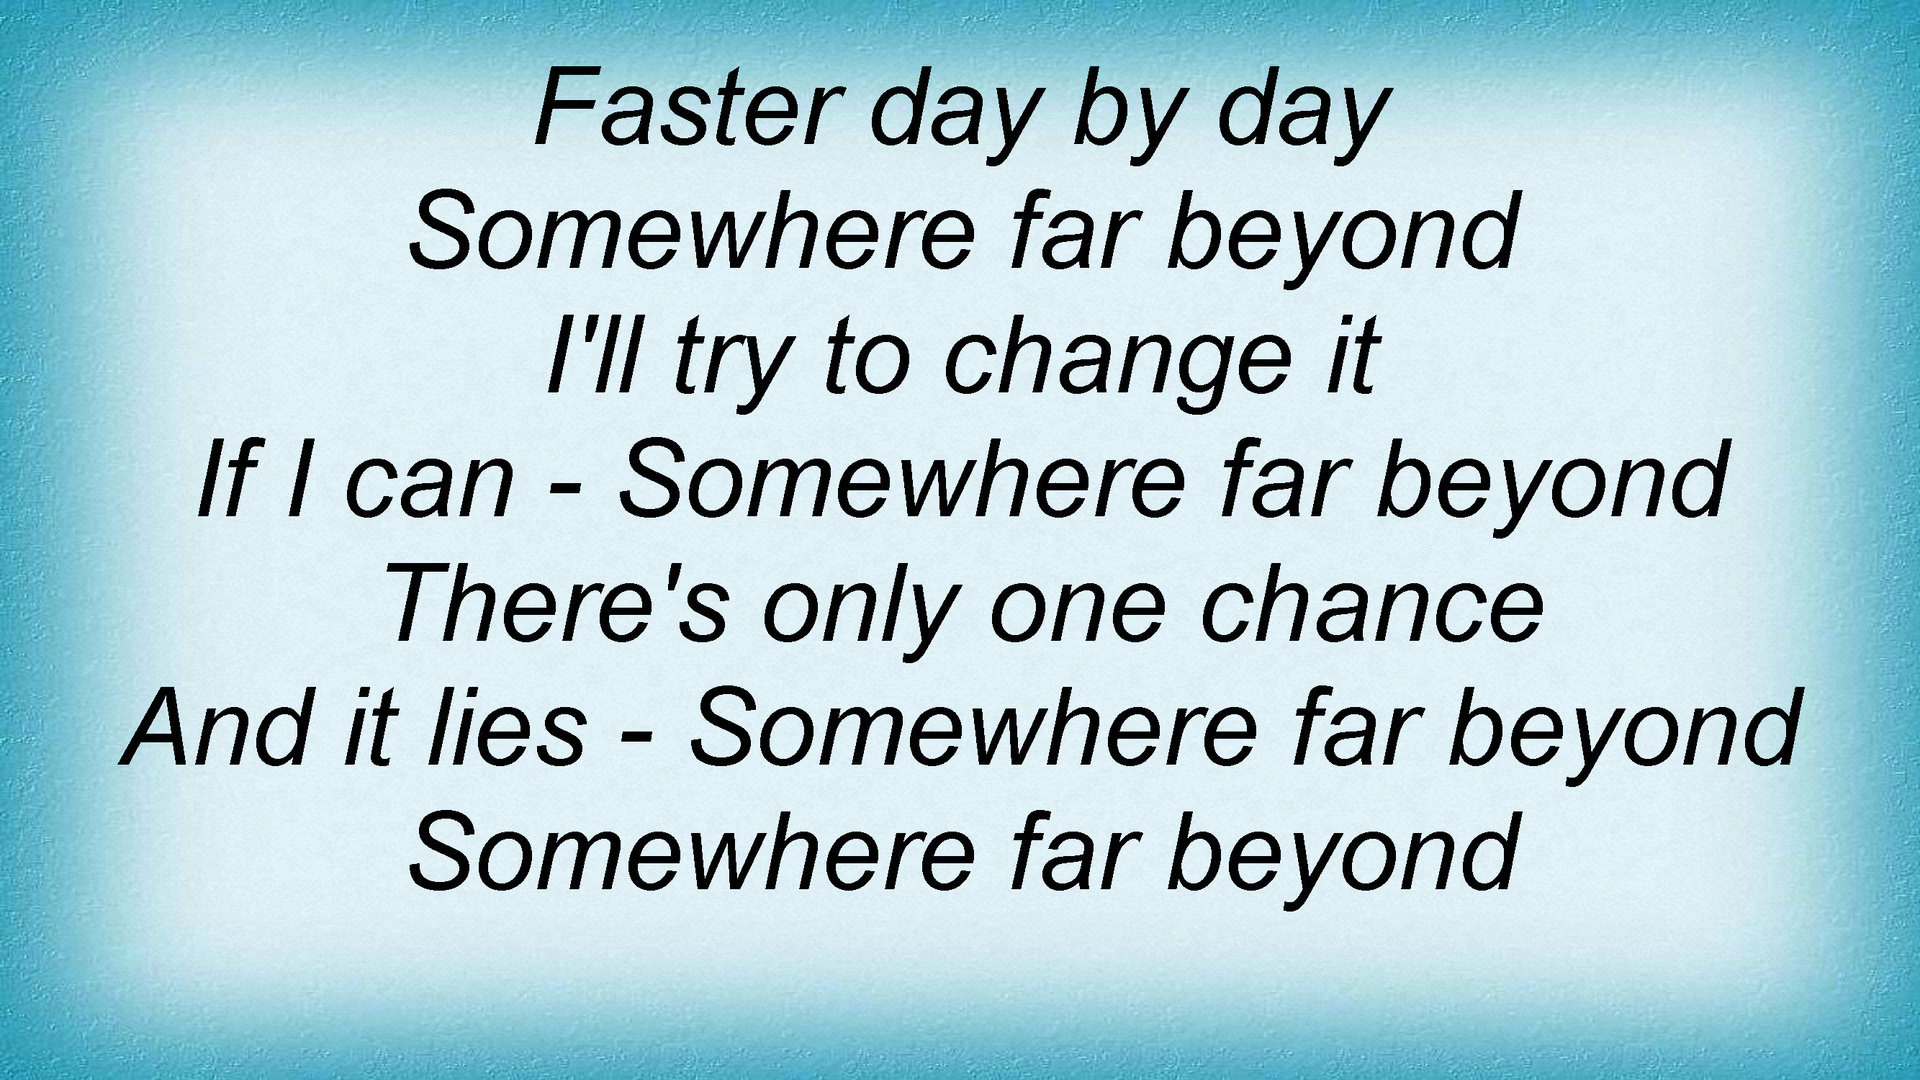 Faster day by day
Somewhere far beyond
I'll try to change it
If I can - Somewhere far beyond
There's only one chance
And it lies - Somewhere far beyond
Somewhere far beyond